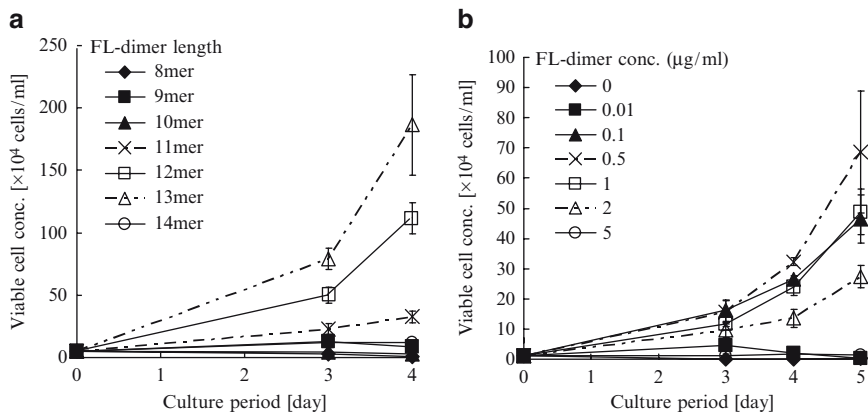 a
FL-dimer length
8mer
9mer
10mer
11mer
12mer
13mer
14mer
250
200
150
100
50
0
Viable cell conc. [×10⁴ cells/ml]
0
1
2
3
4
Culture period [day]
b
FL-dimer conc. (μg/ml)
0
0.01
0.1
0.5
1
2
5
100
90
80
70
60
50
40
30
20
10
0
Viable cell conc. [×10⁴ cells/ml]
0
1
2
3
4
5
Culture period [day]